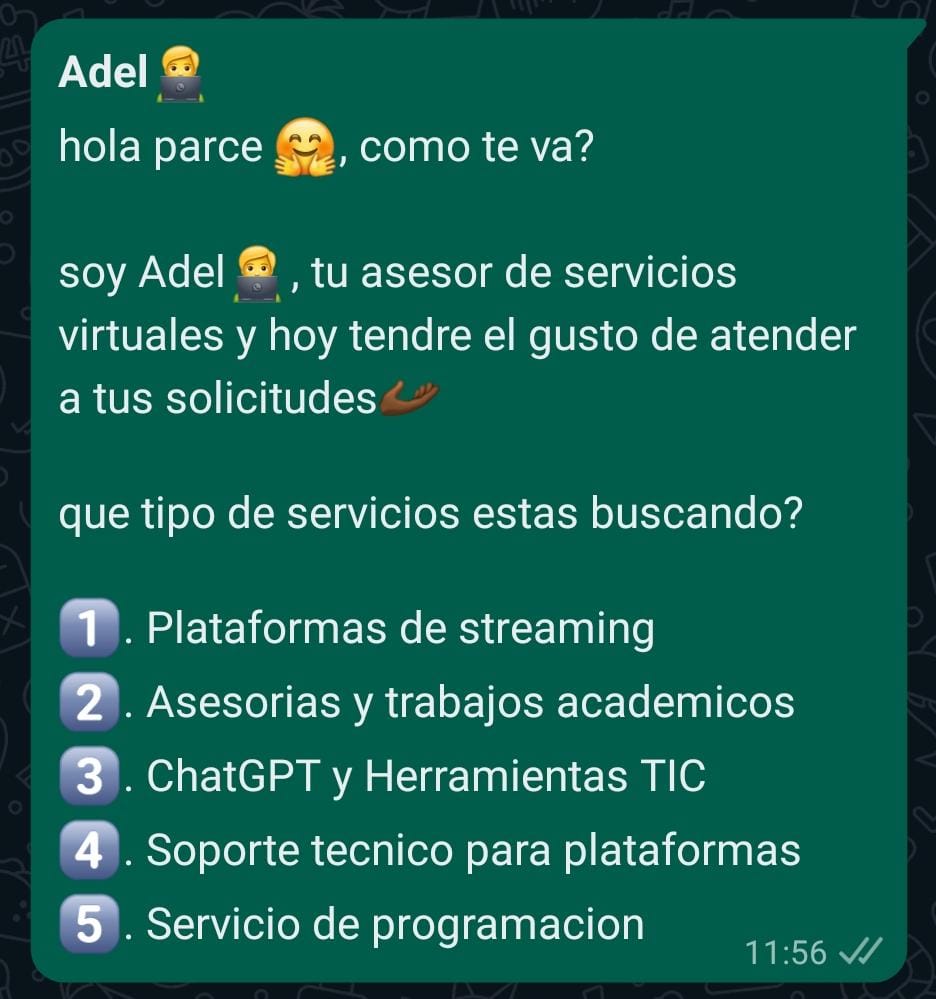 Adel👨‍💻
hola parce 🤗, como te va?
soy Adel👨‍💻, tu asesor de servicios
virtuales y hoy tendre el gusto de atender
a tus solicitudes🫴🏿
que tipo de servicios estas buscando?
1️⃣. Plataformas de streaming
2️⃣. Asesorias y trabajos academicos
3️⃣. ChatGPT y Herramientas TIC
4️⃣. Soporte tecnico para plataformas
5️⃣. Servicio de programacion
11:56